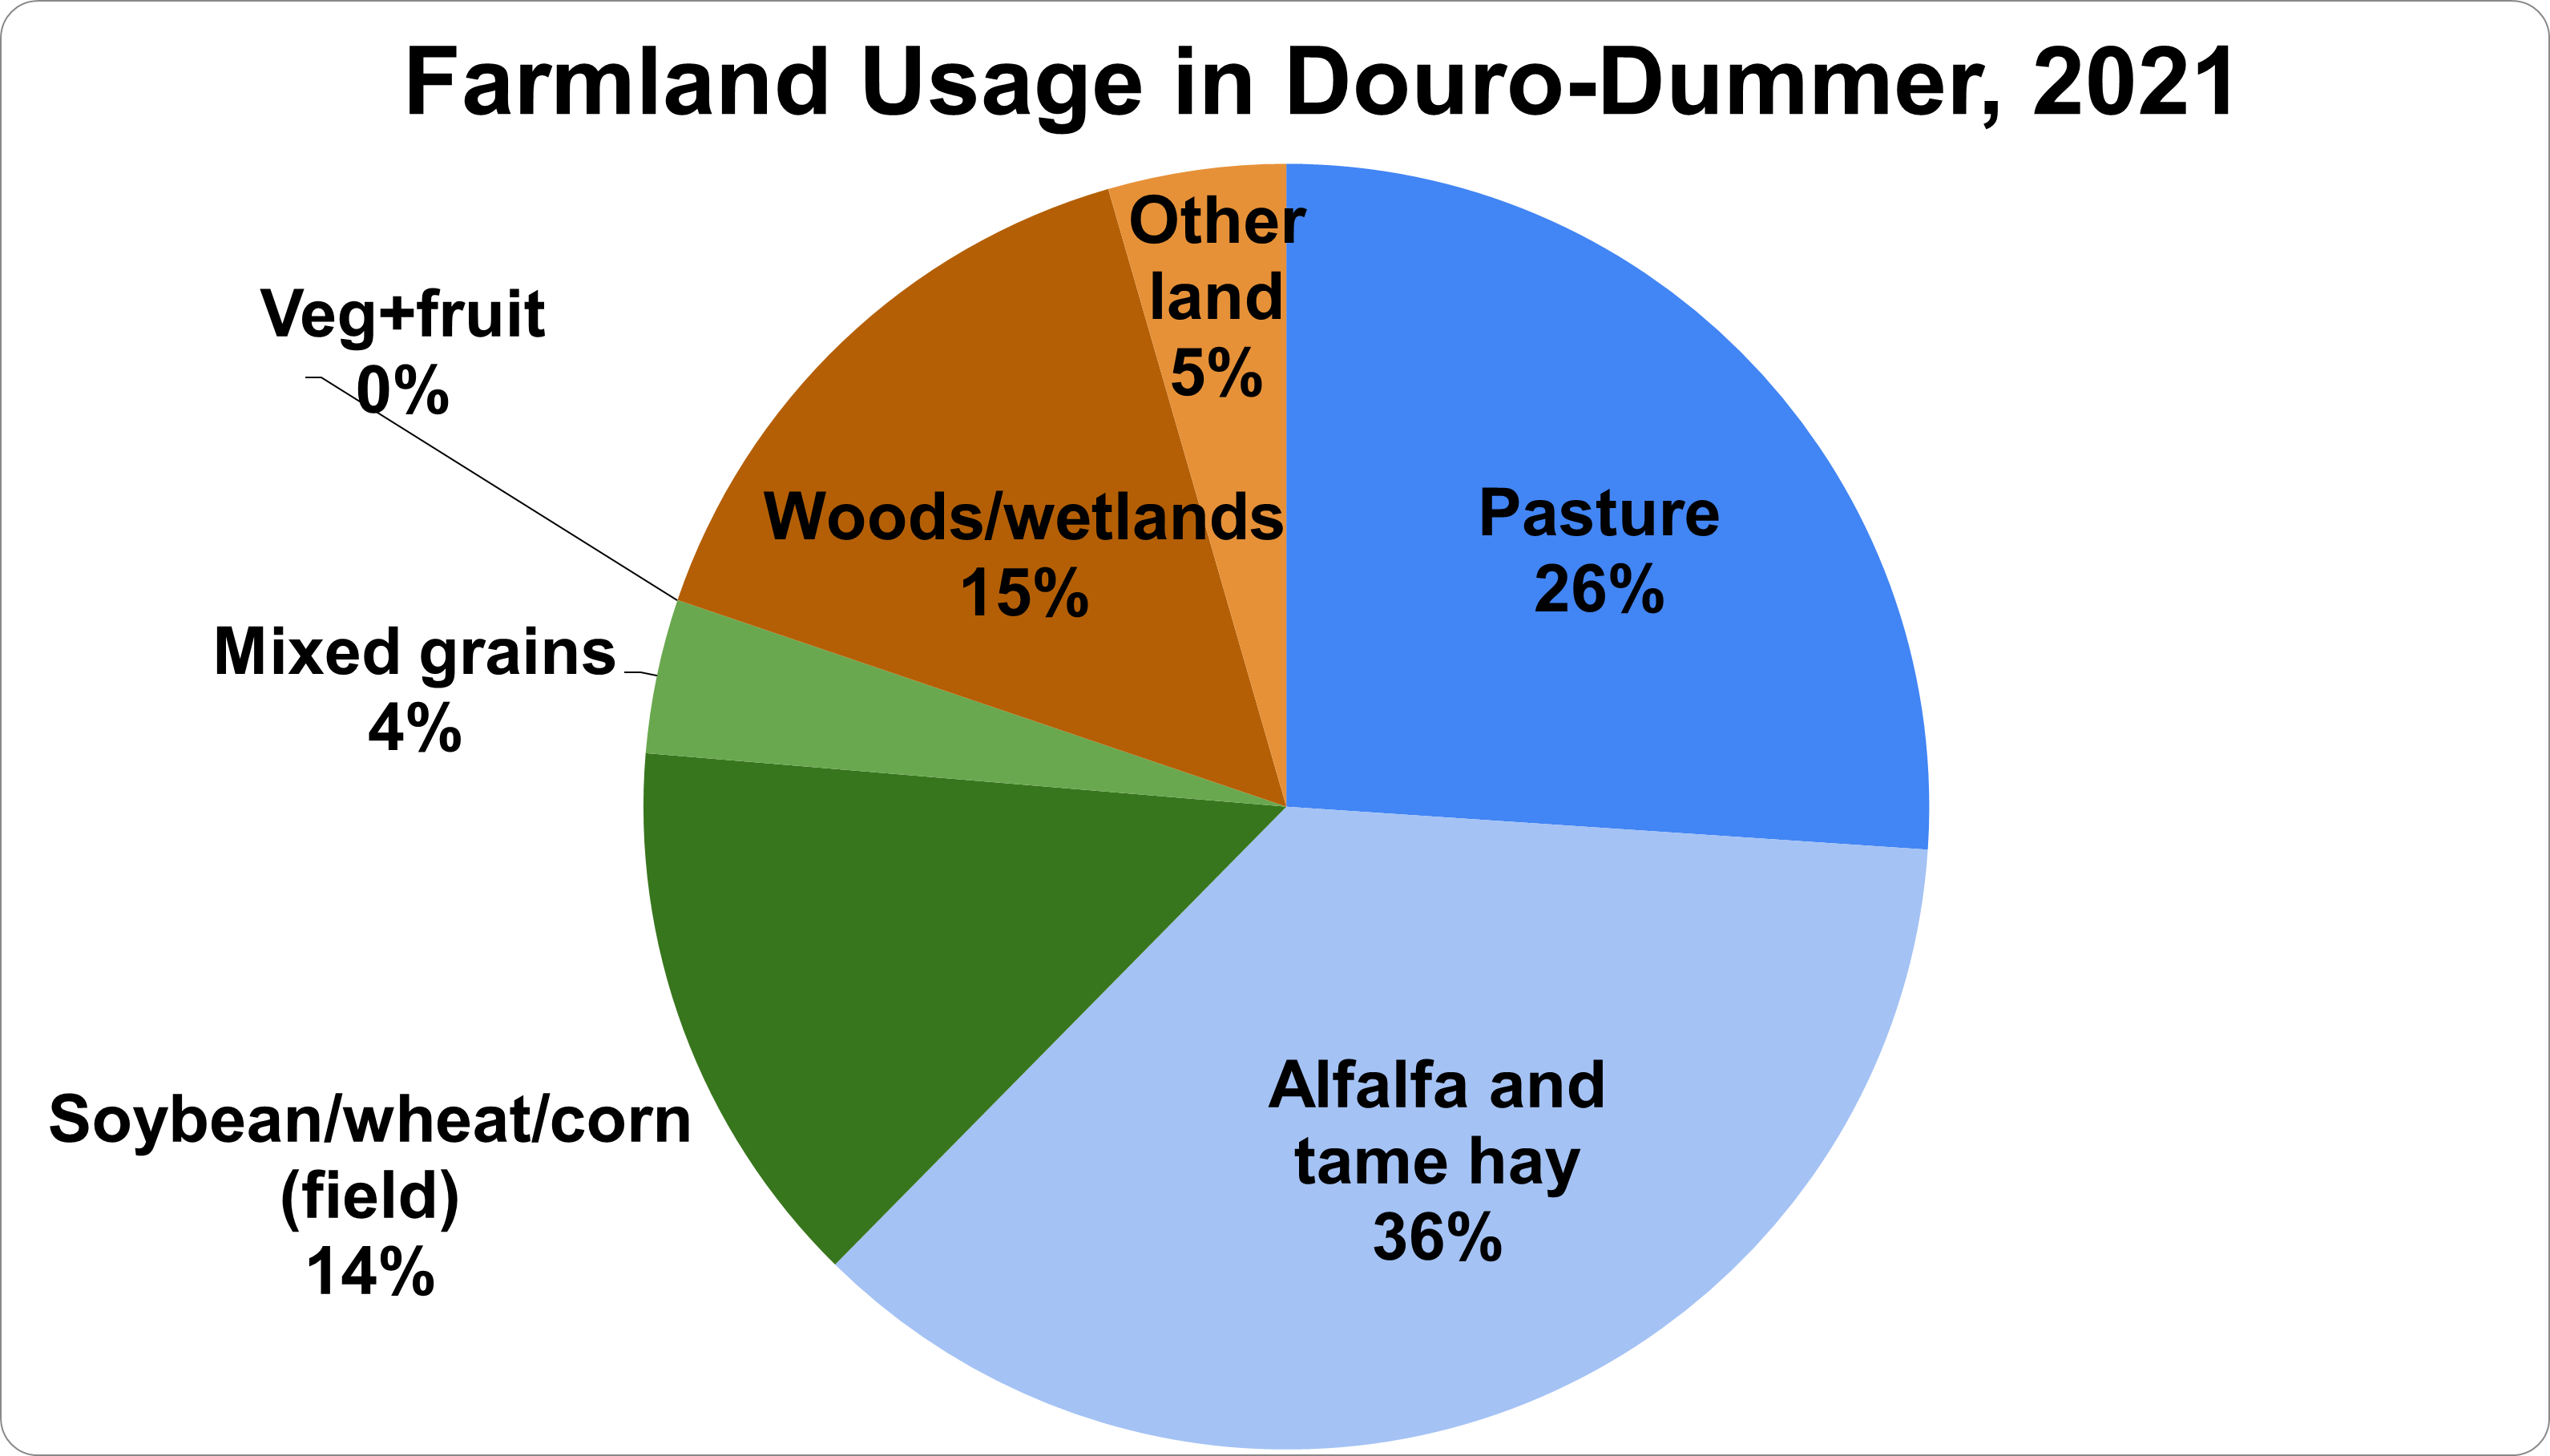 Farmland Usage in Douro-Dummer, 2021
Other
land
5%
Veg+fruit
0%
Woods/wetlands
15%
Pasture
26%
Mixed grains
4%
Alfalfa and
tame hay
36%
Soybean/wheat/corn
(field)
14%